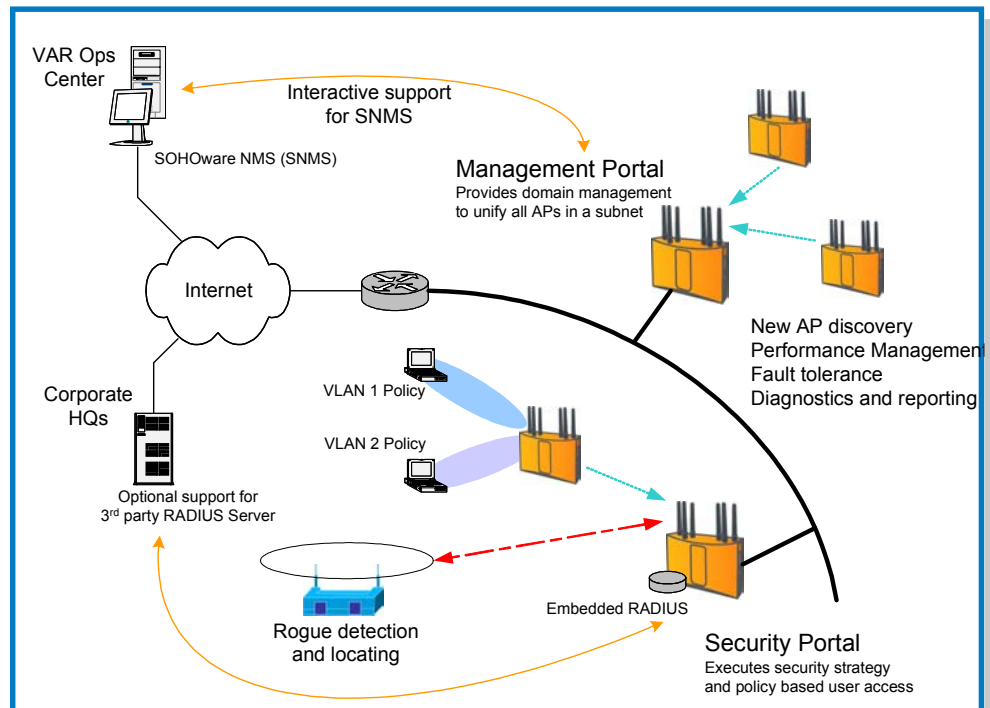 VAR Ops
Center
SOHOware NMS (SNMS)
Interactive support
for SNMS
Management Portal
Provides domain management
to unify all APs in a subnet
Internet
New AP discovery
Performance Management
Fault tolerance
Diagnostics and reporting
VLAN 1 Policy
VLAN 2 Policy
Corporate
HQs
Optional support for
3rd party RADIUS Server
Rogue detection
and locating
Embedded RADIUS
Security Portal
Executes security strategy
and policy based user access